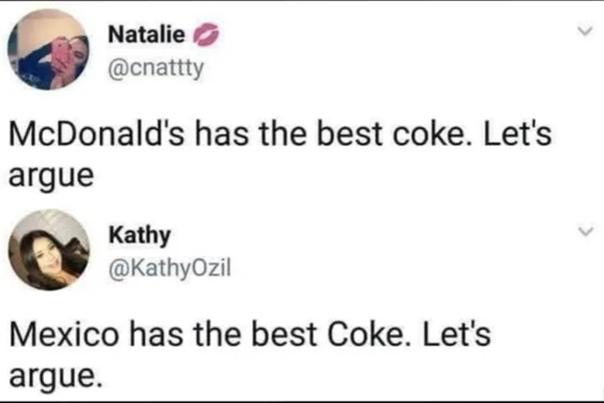 Natalie 💋
@cnattty
McDonald's has the best coke. Let's
argue
Kathy
@KathyOzil
Mexico has the best Coke. Let's
argue.